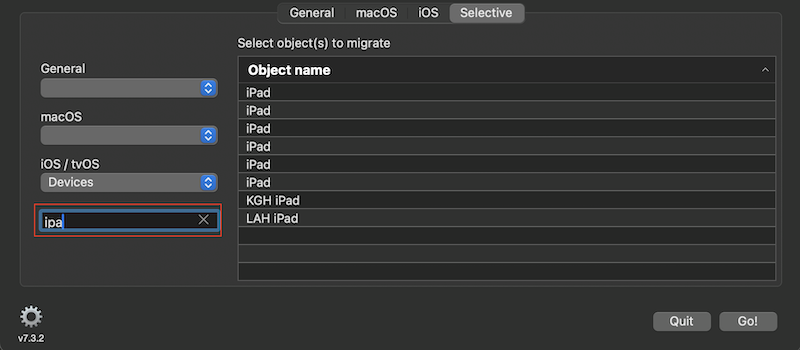 General macOS iOS Selective
Select object(s) to migrate
General
Object name
iPad
iPad
macOS
iPad
iPad
iOS / tvOS
iPad
Devices
iPad
KGH iPad
ipa
LAH iPad
Quit Go!
v7.3.2